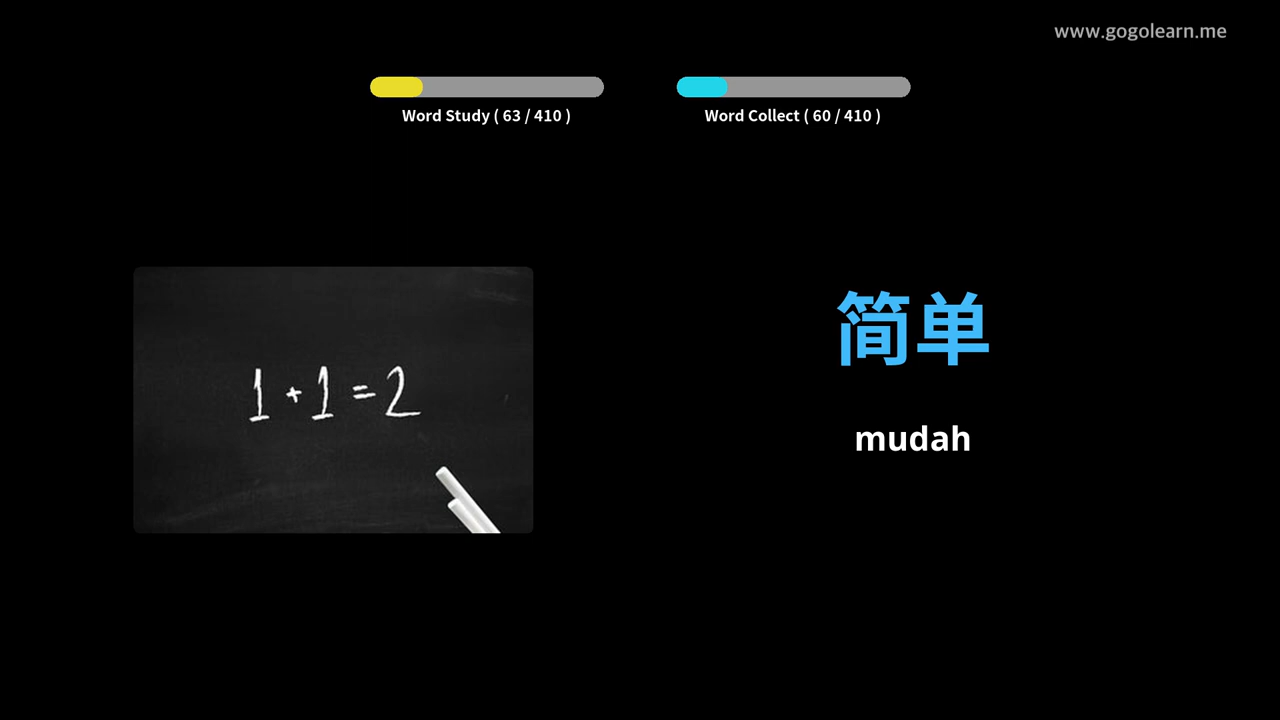 www.gogolearn.me
Word Study ( 63 / 410 )
Word Collect ( 60 / 410 )
1 + 1 = 2
简单
mudah